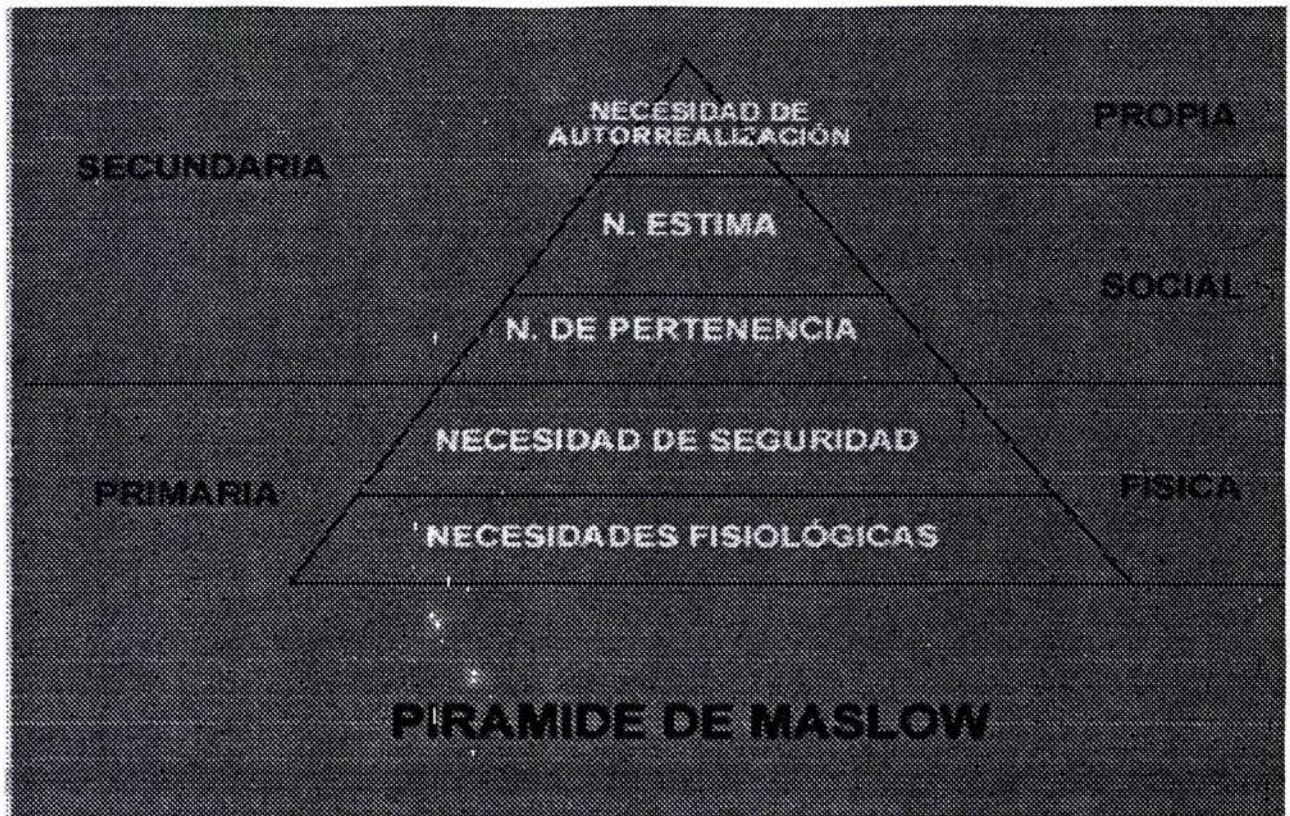 NECESIDAD DE
AUTORREALIZACIÓN
PROPIA
SECUNDARIA
N. ESTIMA
SOCIAL
N. DE PERTENENCIA
NECESIDAD DE SEGURIDAD
PRIMARIA
FISICA
NECESIDADES FISIOLÓGICAS
PIRAMIDE DE MASLOW